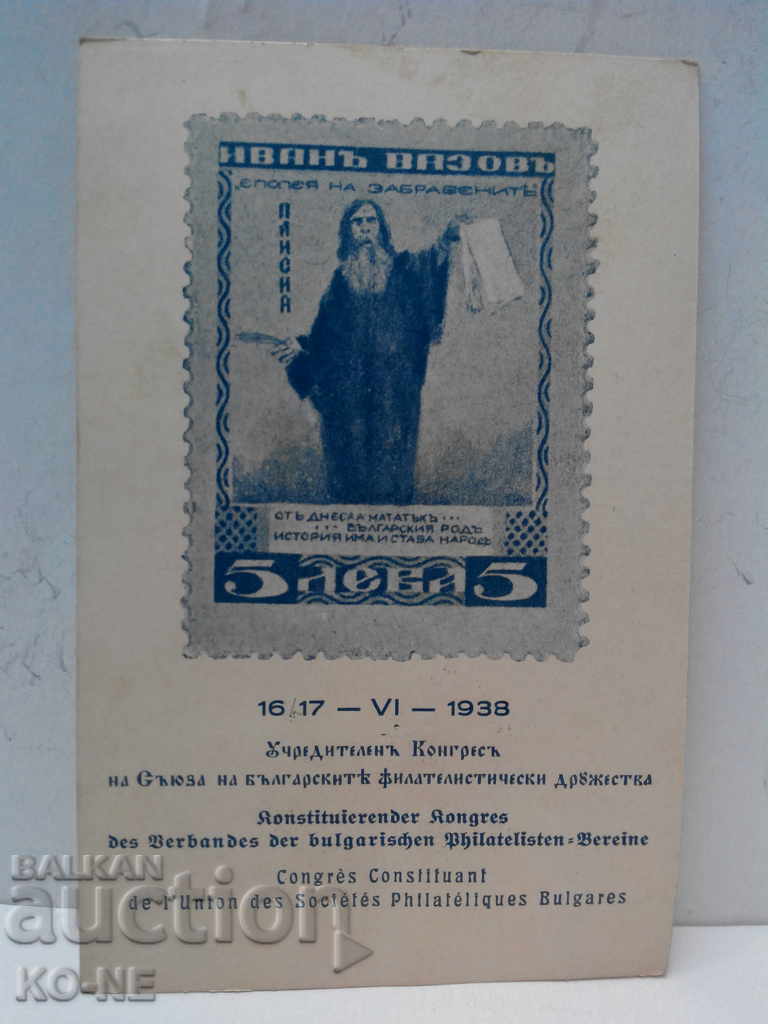 ИВАНЪ ВАЗОВЪ
„ЕПОПЕЯ НА ЗАБРАВЕНИТѢ"
ПАИСИЙ
ОТЪ ДНЕСКА НАТАТЪКЪ...
... БЪЛГАРСКИЯ РОДЪ
ИСТОРИЯ ИМА И СТАВА НАРОДЪ
5 ЛЕВА 5
16/17 — VI — 1938
Учредителенъ Конгресъ
на Съюза на българскитѣ филателистически дрꙋжества
Konstituierender Kongres
des Verbandes der bulgarischen Philatelisten=Vereine
Congrès Constituant
de l'Union des Sociétés Philatéliques Bulgares
BALKAN
auction
KO-NE